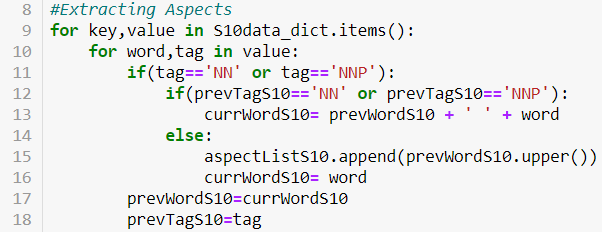 8 #Extracting Aspects
9 for key,value in S10data_dict.items():
10     for word,tag in value:
11         if(tag=='NN' or tag=='NNP'):
12             if(prevTagS10=='NN' or prevTagS10=='NNP'):
13                 currWordS10= prevWordS10 + ' ' + word
14             else:
15                 aspectListS10.append(prevWordS10.upper())
16                 currWordS10= word
17         prevWordS10=currWordS10
18         prevTagS10=tag